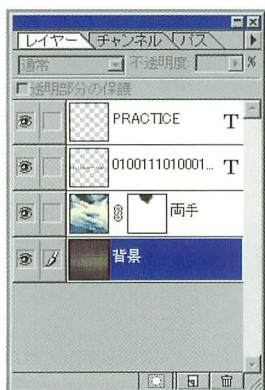 レイヤー チャンネル パス
通常 不透明度: %
透明部分の保護
PRACTICE T
0100111010001... T
両手
背景